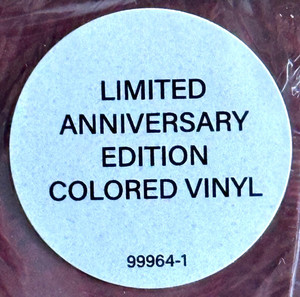 LIMITED
ANNIVERSARY
EDITION
COLORED VINYL
99964-1